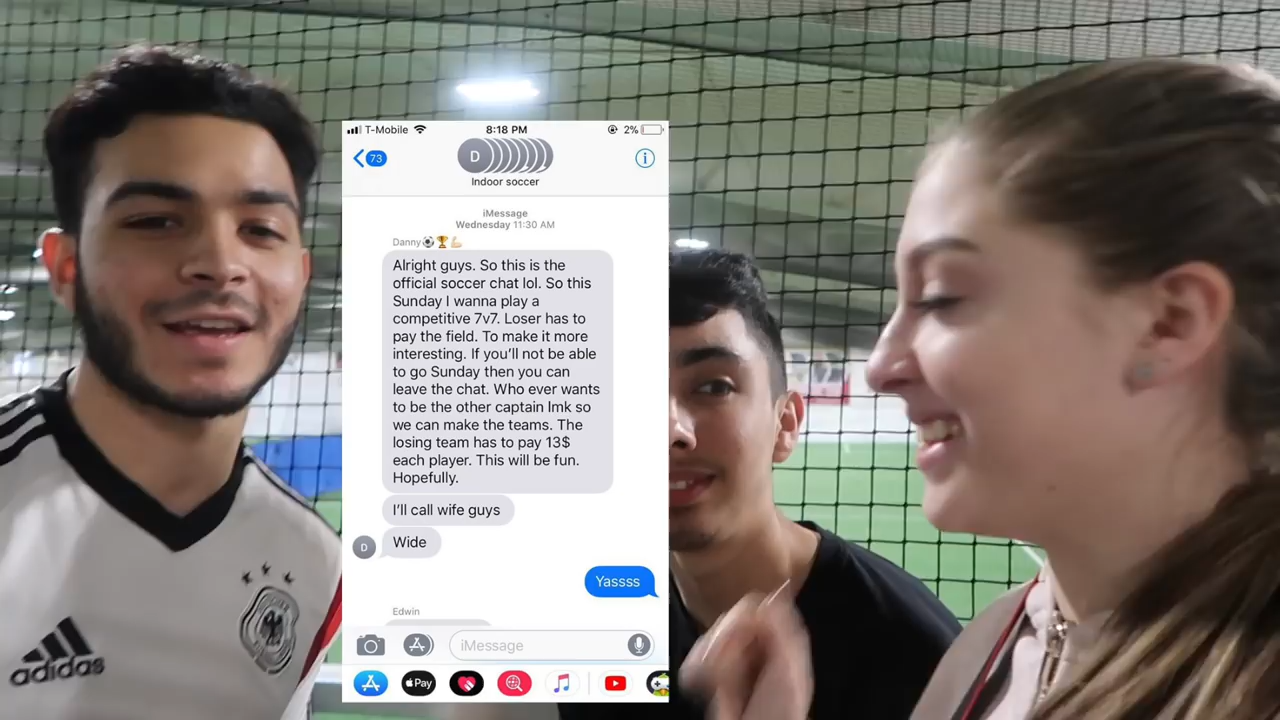 T-Mobile 8:18 PM 2%
73
D
Indoor soccer
iMessage
Wednesday 11:30 AM
Danny⚽🏆💪🏻
Alright guys. So this is the
official soccer chat lol. So this
Sunday I wanna play a
competitive 7v7. Loser has to
pay the field. To make it more
interesting. If you'll not be able
to go Sunday then you can
leave the chat. Who ever wants
to be the other captain lmk so
we can make the teams. The
losing team has to pay 13$
each player. This will be fun.
Hopefully.
I'll call wife guys
D
Wide
Yassss
Edwin
iMessage
Pay
adidas